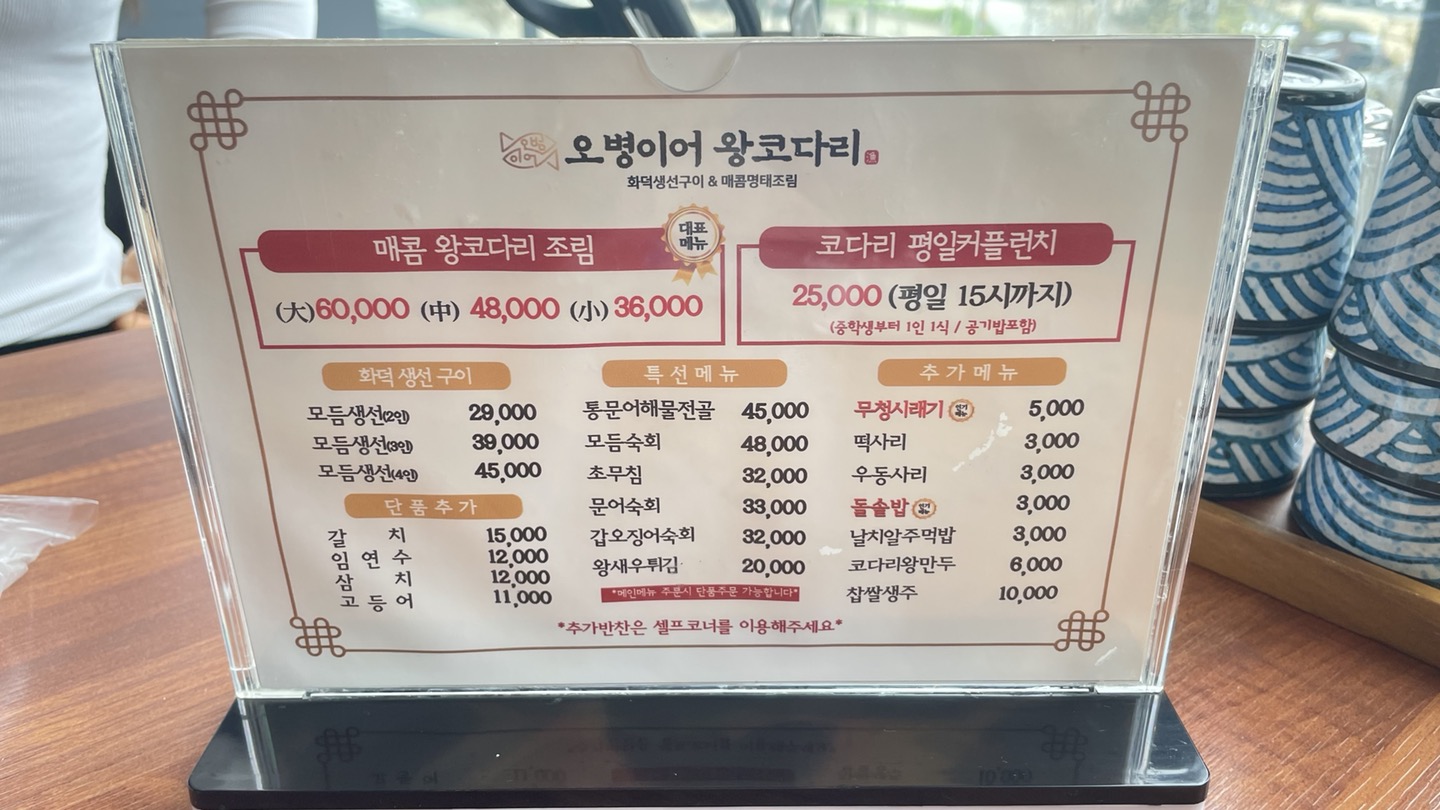 오병이어
오병이어 왕코다리
화덕생선구이 & 매콤명태조림
매콤 왕코다리 조림
대표
메뉴
(大)60,000 (中) 48,000 (小) 36,000
코다리 평일커플런치
25,000 (평일 15시까지)
(중학생부터 1인 1식 / 공기밥포함)
화덕 생선 구이
모듬생선(2인) 29,000
모듬생선(3인) 39,000
모듬생선(4인) 45,000
단품추가
갈 치 15,000
임 연 수 12,000
삼 치 12,000
고 등 어 11,000
특선메뉴
통문어해물전골 45,000
모듬숙회 48,000
초무침 32,000
문어숙회 33,000
갑오징어숙회 32,000
왕새우튀김 20,000
*메인메뉴 주문시 단품주문 가능합니다*
추가메뉴
무청시래기 인기메뉴 5,000
떡사리 3,000
우동사리 3,000
돌솥밥 인기메뉴 3,000
날치알주먹밥 3,000
코다리왕만두 6,000
찹쌀생주 10,000
*추가반찬은 셀프코너를 이용해주세요*